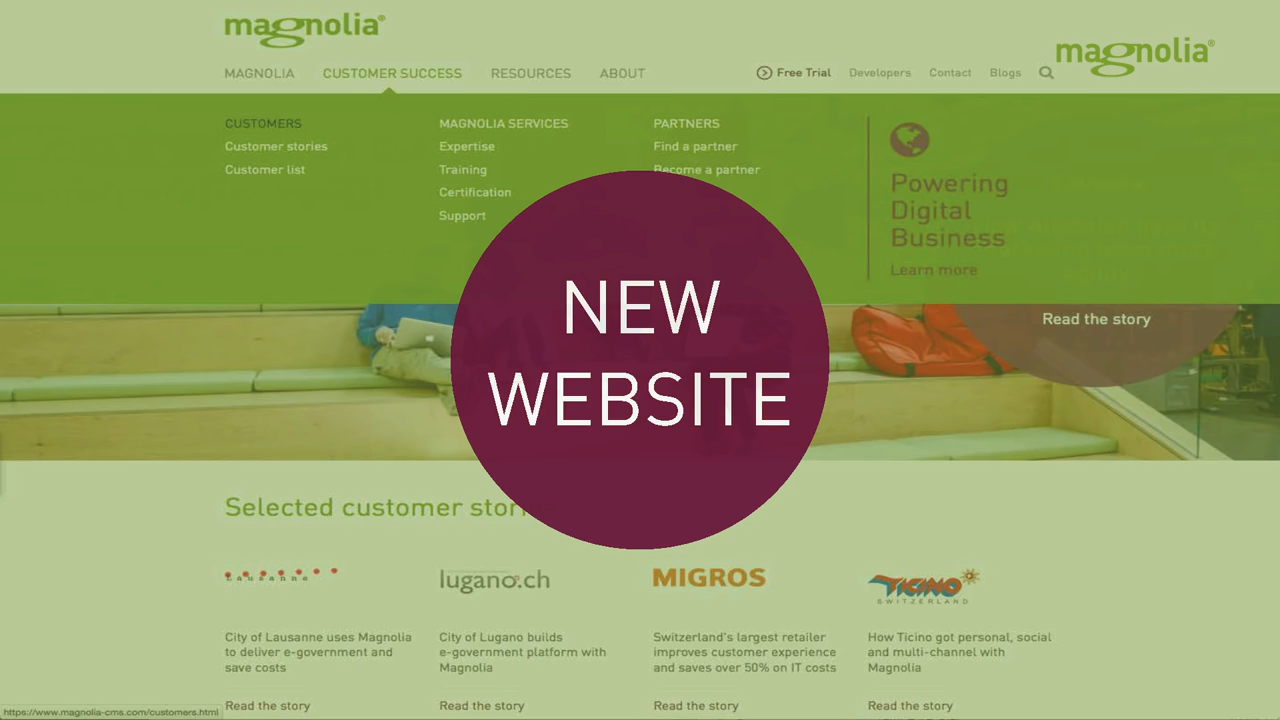 magnolia®
magnolia®
MAGNOLIA CUSTOMER SUCCESS RESOURCES ABOUT
Free Trial Developers Contact Blogs
CUSTOMERS
Customer stories
Customer list
MAGNOLIA SERVICES
Expertise
Training
Certification
Support
PARTNERS
Find a partner
Become a partner
Powering
Digital
Business
Learn more
Read the story
NEW
WEBSITE
Selected customer stor
Lausanne
City of Lausanne uses Magnolia
to deliver e-government and
save costs
Read the story
lugano.ch
City of Lugano builds
e-government platform with
Magnolia
Read the story
MIGROS
Switzerland's largest retailer
improves customer experience
and saves over 50% on IT costs
Read the story
TICINO
SWITZERLAND
How Ticino got personal, social
and multi-channel with
Magnolia
Read the story
https://www.magnolia-cms.com/customers.html